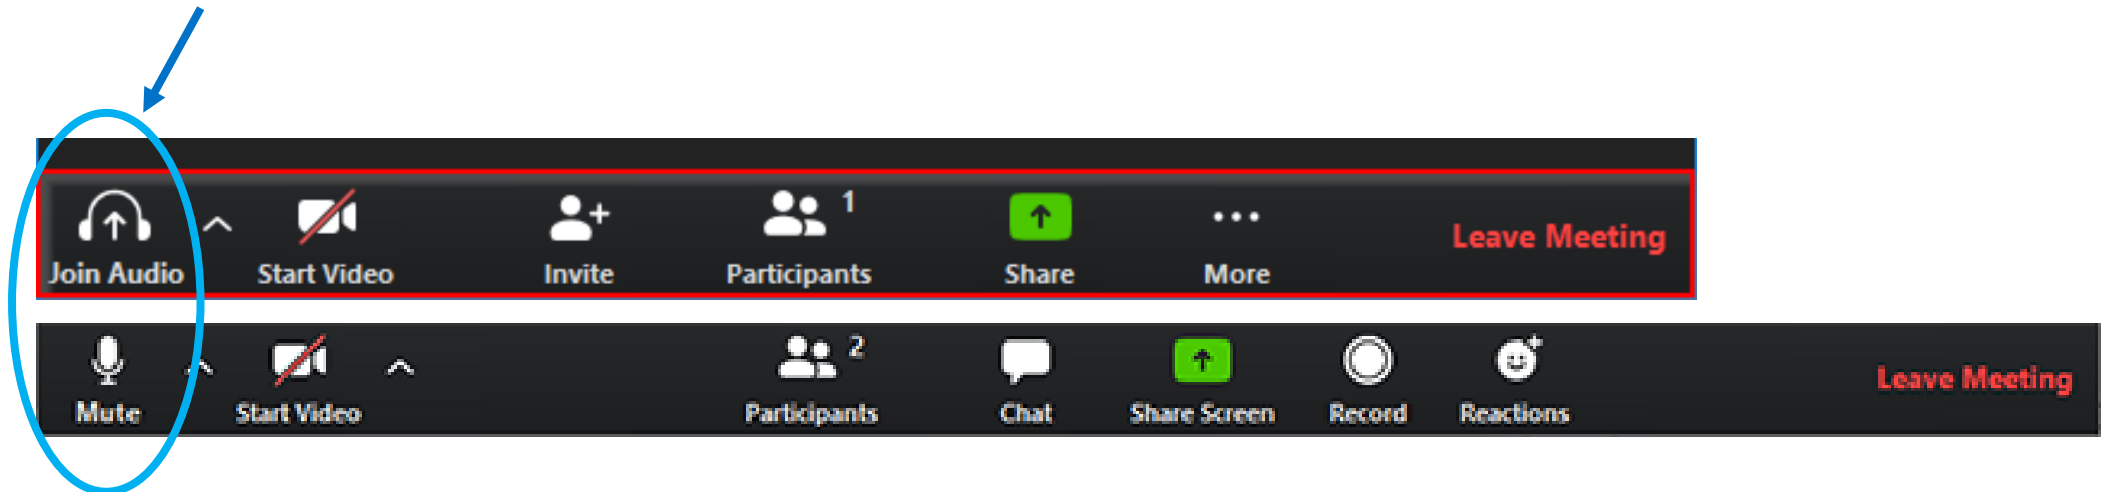 1
Leave Meeting
Join Audio Start Video Invite Participants Share More
2
Leave Meeting
Mute Start Video Participants Chat Share Screen Record Reactions